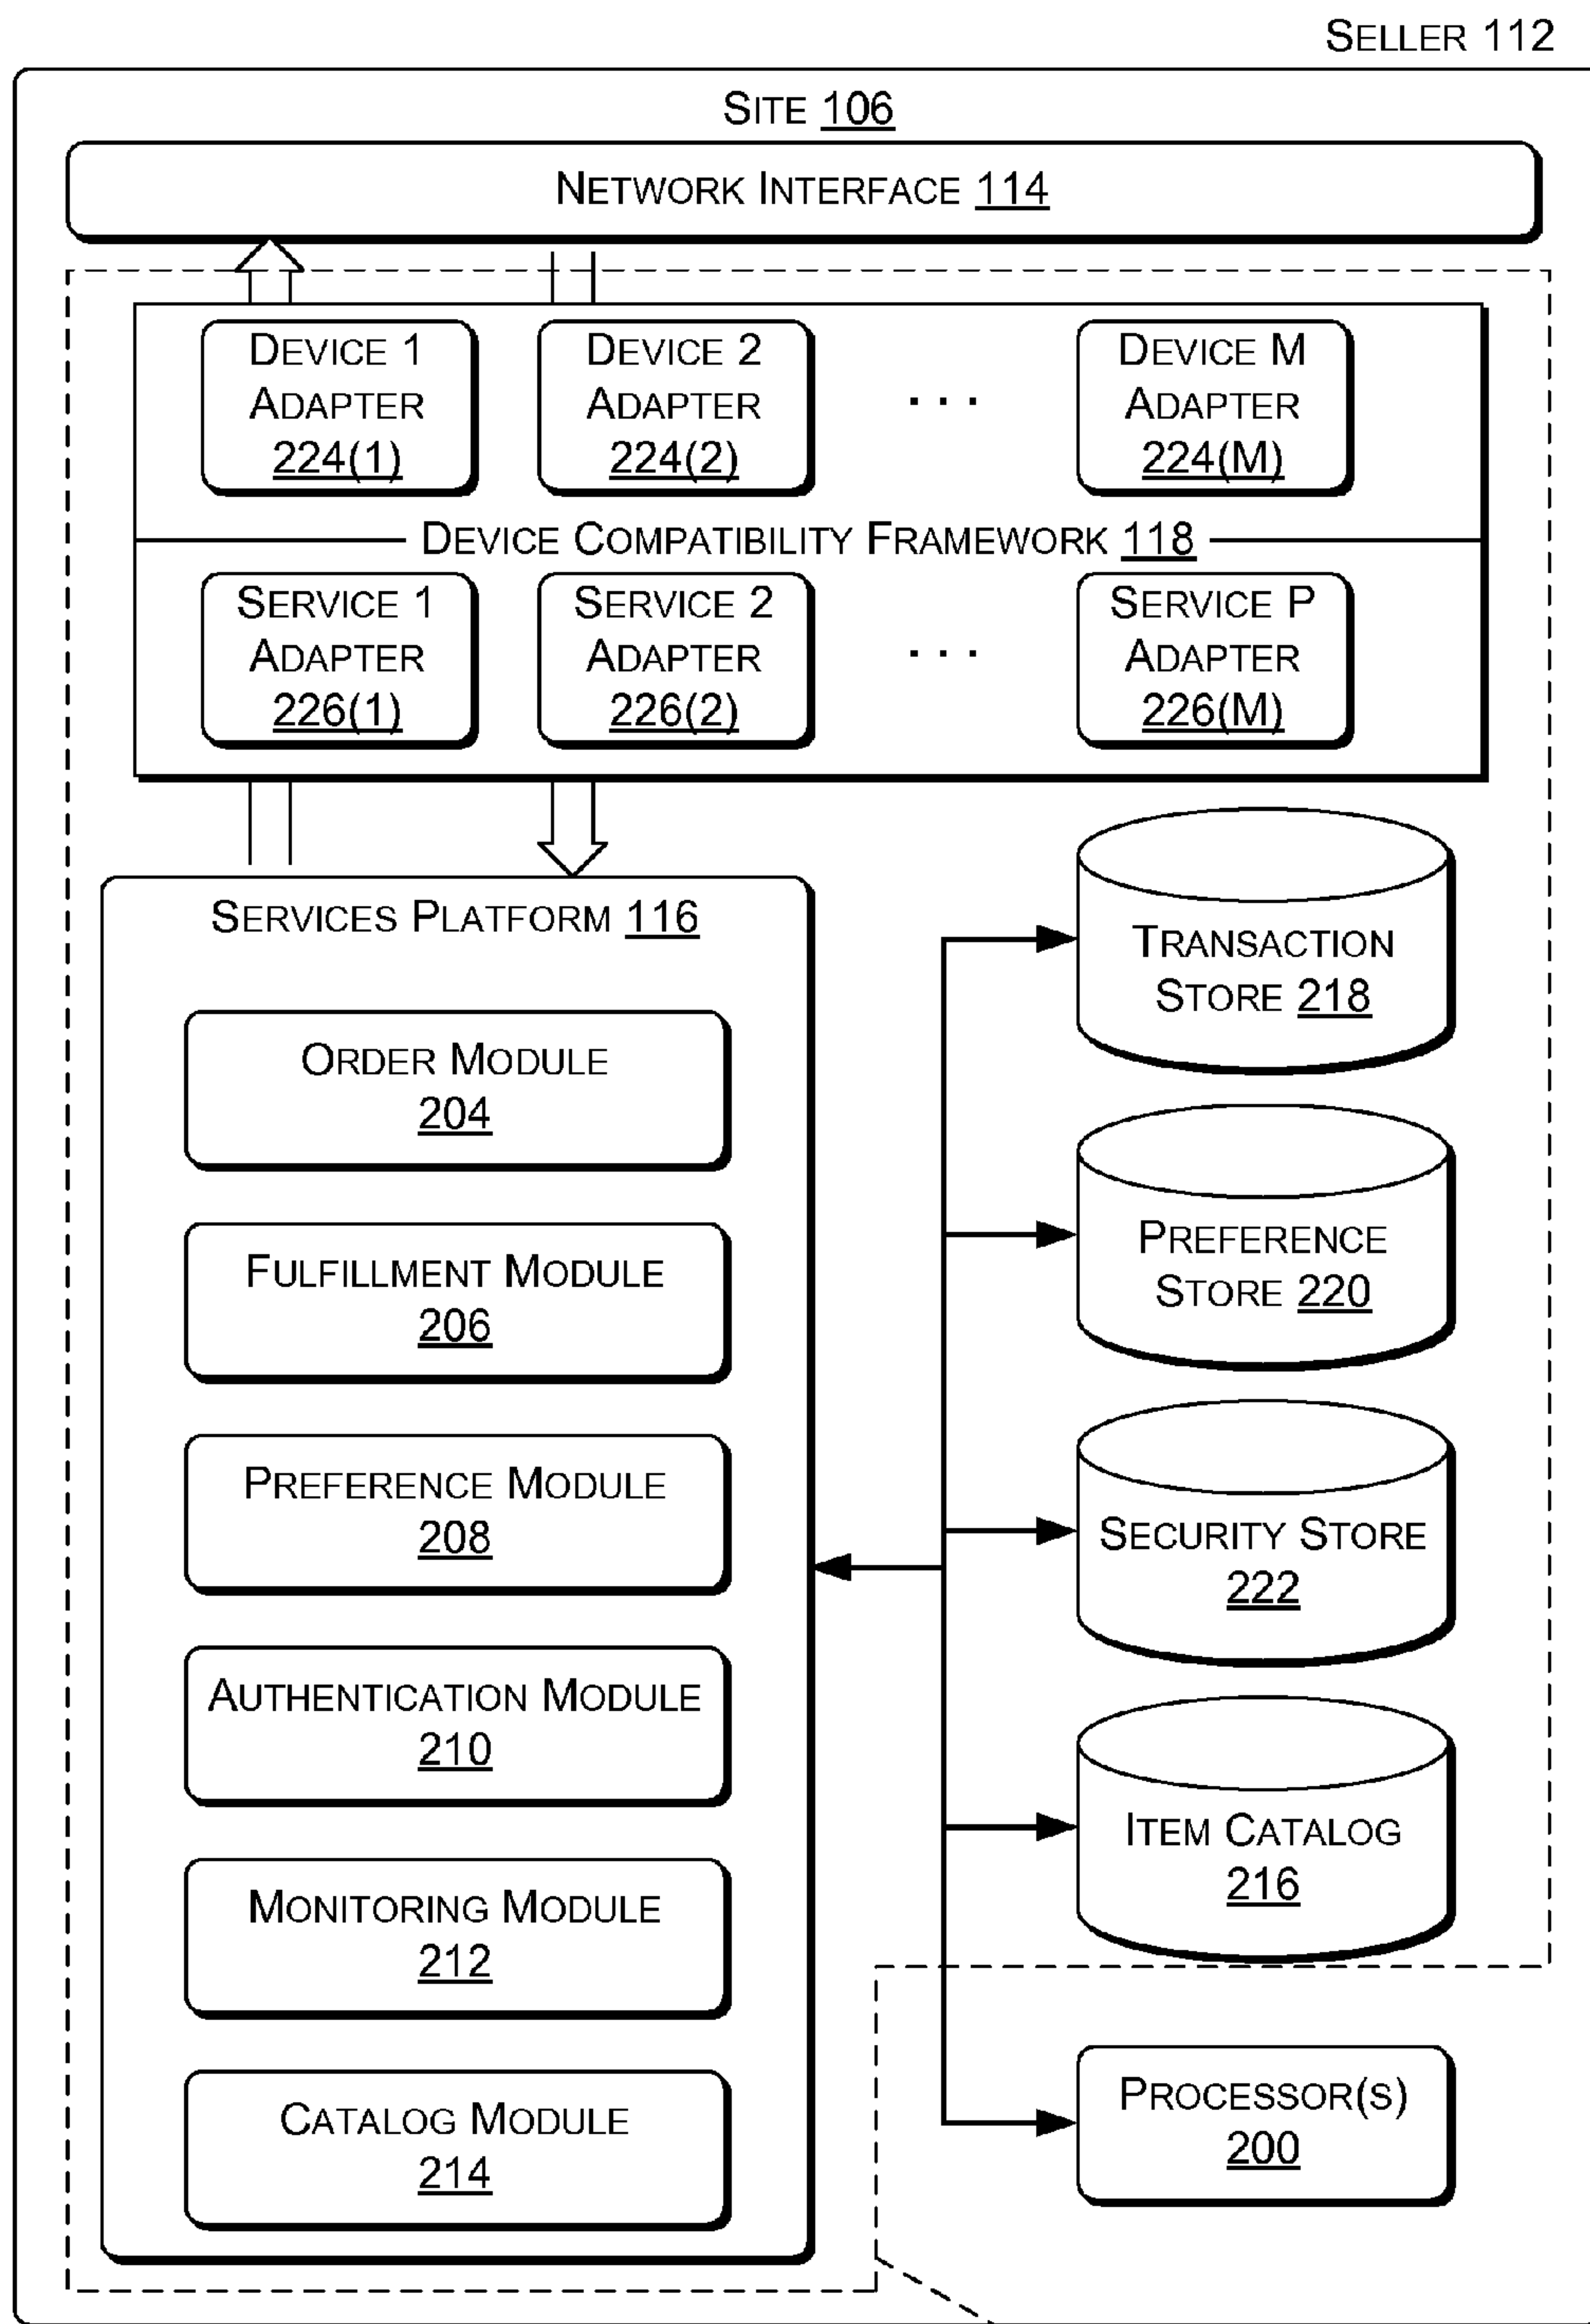 SELLER 112
SITE 106
NETWORK INTERFACE 114
DEVICE 1
ADAPTER
224(1)
DEVICE 2
ADAPTER
224(2)
. . .
DEVICE M
ADAPTER
224(M)
DEVICE COMPATIBILITY FRAMEWORK 118
SERVICE 1
ADAPTER
226(1)
SERVICE 2
ADAPTER
226(2)
. . .
SERVICE P
ADAPTER
226(M)
SERVICES PLATFORM 116
ORDER MODULE
204
FULFILLMENT MODULE
206
PREFERENCE MODULE
208
AUTHENTICATION MODULE
210
MONITORING MODULE
212
CATALOG MODULE
214
TRANSACTION
STORE 218
PREFERENCE
STORE 220
SECURITY STORE
222
ITEM CATALOG
216
PROCESSOR(S)
200